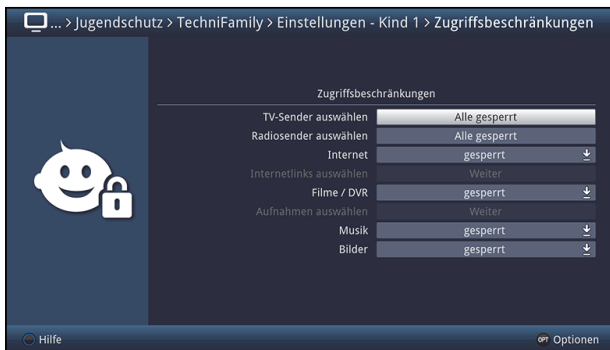 ... > Jugendschutz > TechniFamily > Einstellungen - Kind 1 > Zugriffsbeschränkungen
Zugriffsbeschränkungen
TV-Sender auswählen Alle gesperrt
Radiosender auswählen Alle gesperrt
Internet gesperrt
Internetlinks auswählen Weiter
Filme / DVR gesperrt
Aufnahmen auswählen Weiter
Musik gesperrt
Bilder gesperrt
Hilfe OPT Optionen